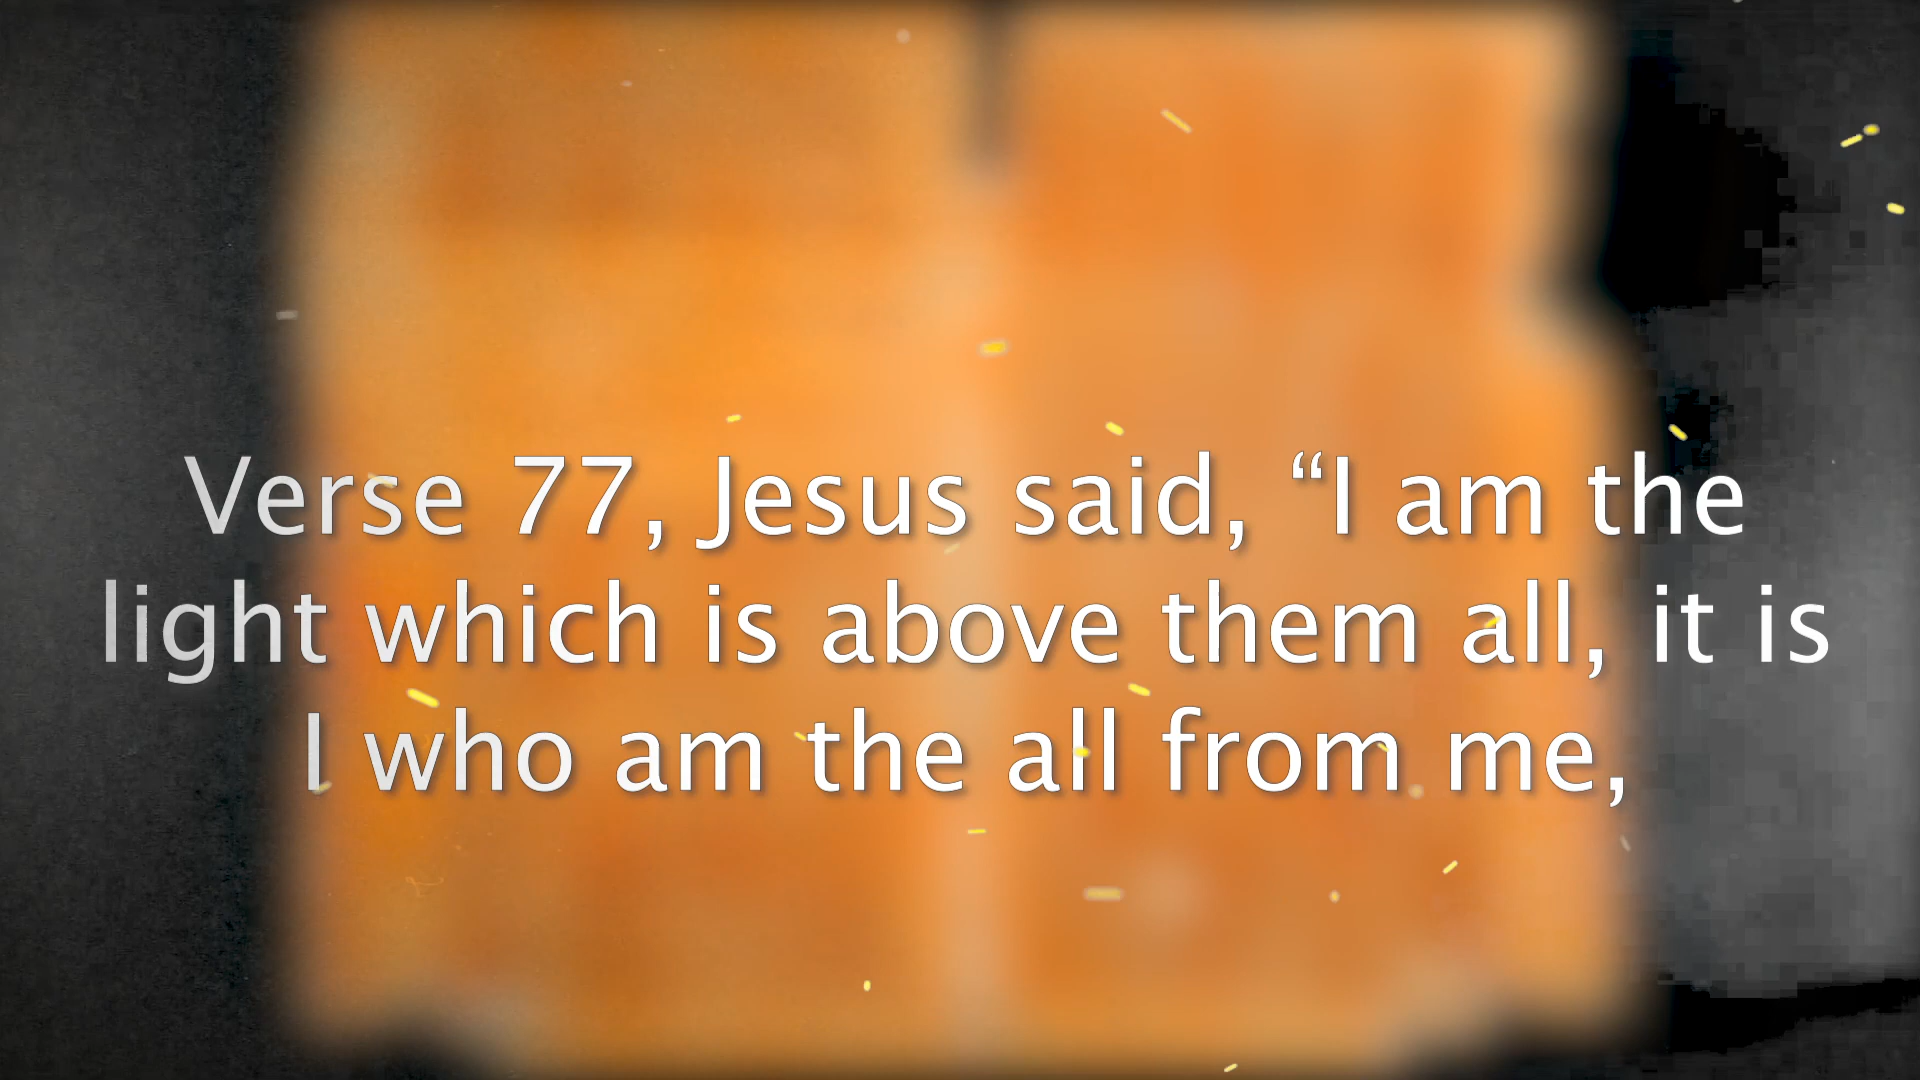 Verse 77, Jesus said, “I am the
light which is above them all, it is
I who am the all from me,